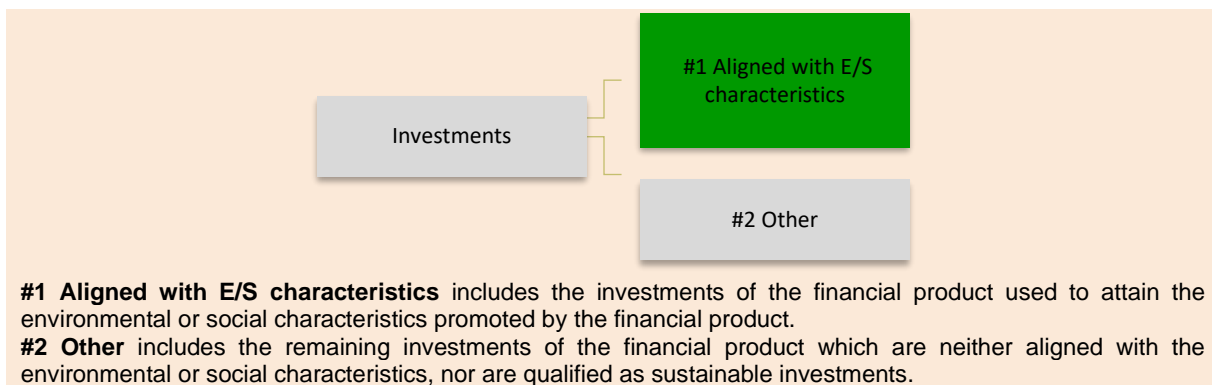 #1 Aligned with E/S
characteristics
Investments
#2 Other
#1 Aligned with E/S characteristics includes the investments of the financial product used to attain the
environmental or social characteristics promoted by the financial product.
#2 Other includes the remaining investments of the financial product which are neither aligned with the
environmental or social characteristics, nor are qualified as sustainable investments.